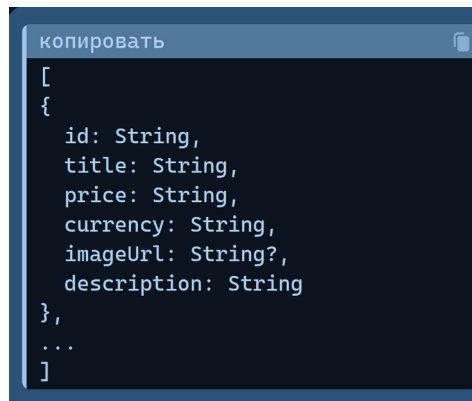 копировать
[
{
  id: String,
  title: String,
  price: String,
  currency: String,
  imageUrl: String?,
  description: String
},
...
]